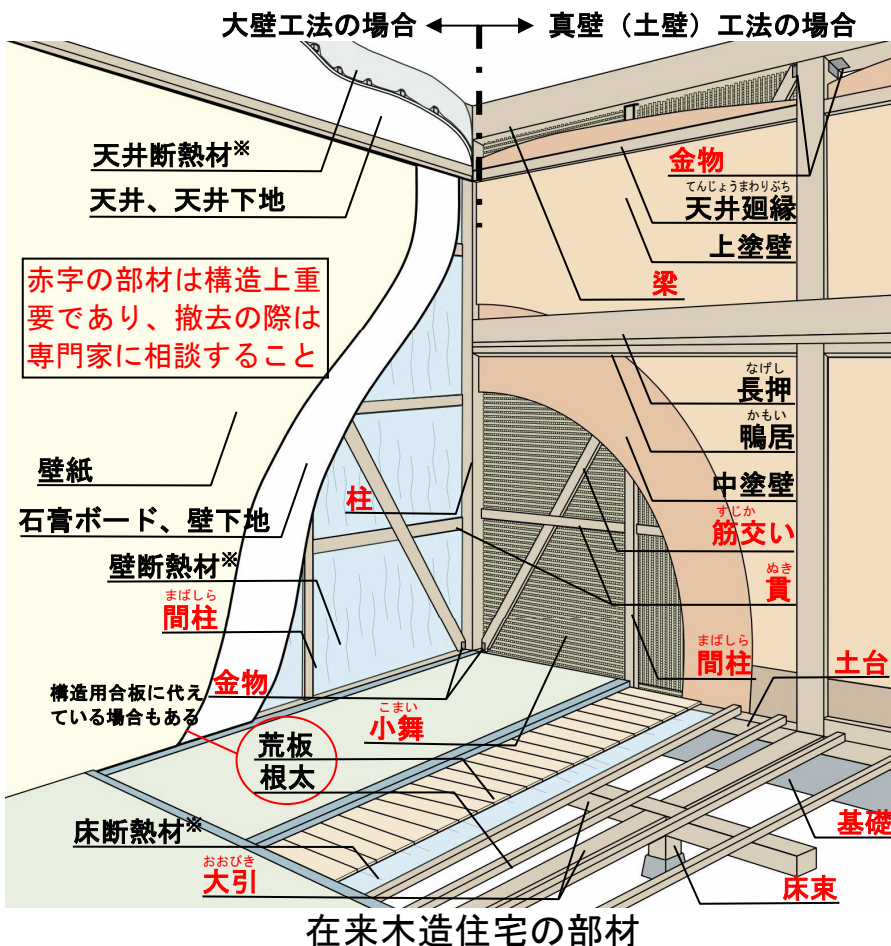 大壁工法の場合
真壁（土壁）工法の場合
天井断熱材※
天井、天井下地
金物
てんじょうまわりぶち
天井廻縁
上塗壁
梁
赤字の部材は構造上重
要であり、撤去の際は
専門家に相談すること
なげし
長押
かもい
鴨居
壁紙
中塗壁
柱
石膏ボード、壁下地
すじか
筋交い
壁断熱材※
ぬき
貫
まばしら
間柱
まばしら
間柱
土台
金物
構造用合板に代え
ている場合もある
こまい
小舞
荒板
根太
床断熱材※
基礎
おおびき
大引
床束
在来木造住宅の部材